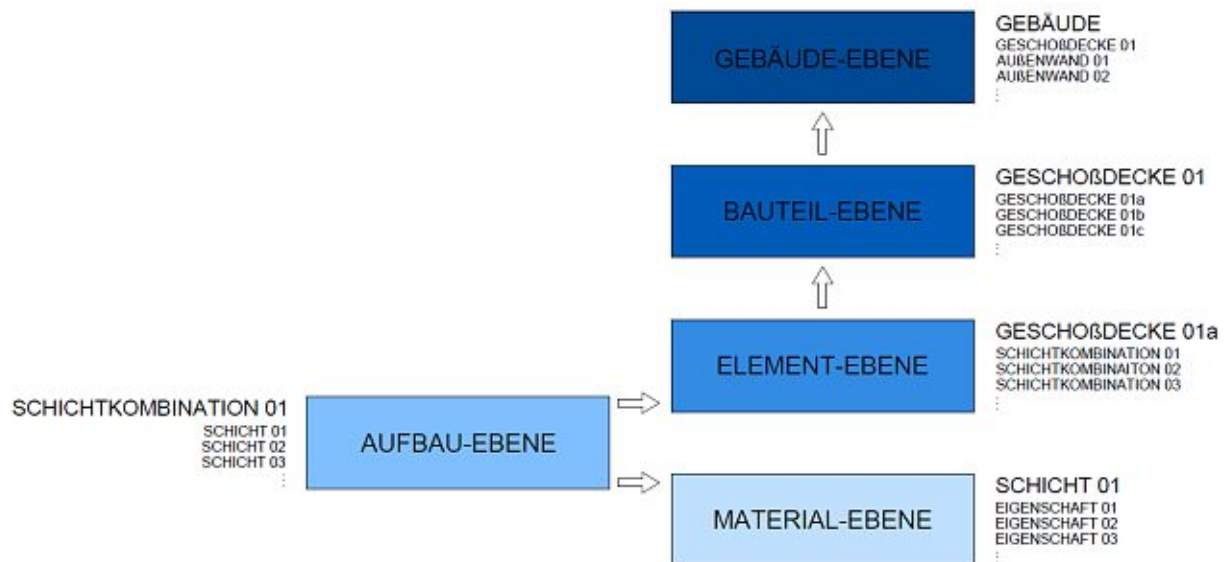 GEBÄUDE-EBENE
GEBÄUDE
GESCHOßDECKE 01
AUßENWAND 01
AUßENWAND 02
⋮
BAUTEIL-EBENE
GESCHOßDECKE 01
GESCHOßDECKE 01a
GESCHOßDECKE 01b
GESCHOßDECKE 01c
⋮
ELEMENT-EBENE
GESCHOßDECKE 01a
SCHICHTKOMBINATION 01
SCHICHTKOMBINAITON 02
SCHICHTKOMBINATION 03
⋮
SCHICHTKOMBINATION 01
SCHICHT 01
SCHICHT 02
SCHICHT 03
⋮
AUFBAU-EBENE
MATERIAL-EBENE
SCHICHT 01
EIGENSCHAFT 01
EIGENSCHAFT 02
EIGENSCHAFT 03
⋮